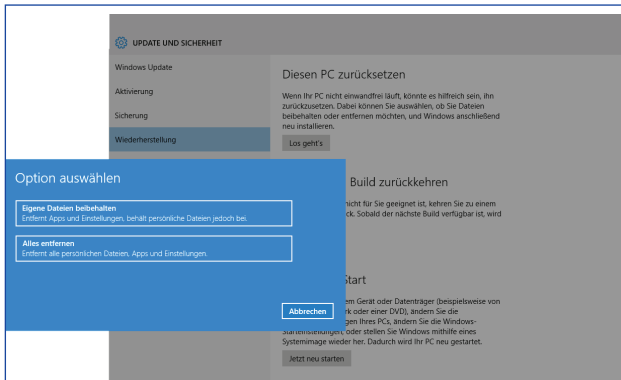 UPDATE UND SICHERHEIT
Windows Update
Aktivierung
Sicherung
Wiederherstellung
Diesen PC zurücksetzen
Wenn Ihr PC nicht einwandfrei läuft, könnte es hilfreich sein, ihn
zurückzusetzen. Dabei können Sie auswählen, ob Sie Dateien
beibehalten oder entfernen möchten, und Windows anschließend
neu installieren.
Los geht's
Option auswählen
Eigene Dateien beibehalten
Entfernt Apps und Einstellungen, behält persönliche Dateien jedoch bei.
Alles entfernen
Entfernt alle persönlichen Dateien, Apps und Einstellungen.
Abbrechen
Build zurückkehren
nicht für Sie geeignet ist, kehren Sie zu einem
ck. Sobald der nächste Build verfügbar ist, wird
Start
em Gerät oder Datenträger (beispielsweise von
rk oder einer DVD), ändern Sie die
gen Ihres PCs, ändern Sie die Windows-
Starteinstellungen, oder stellen Sie Windows mithilfe eines
Systemimage wieder her. Dadurch wird Ihr PC neu gestartet.
Jetzt neu starten